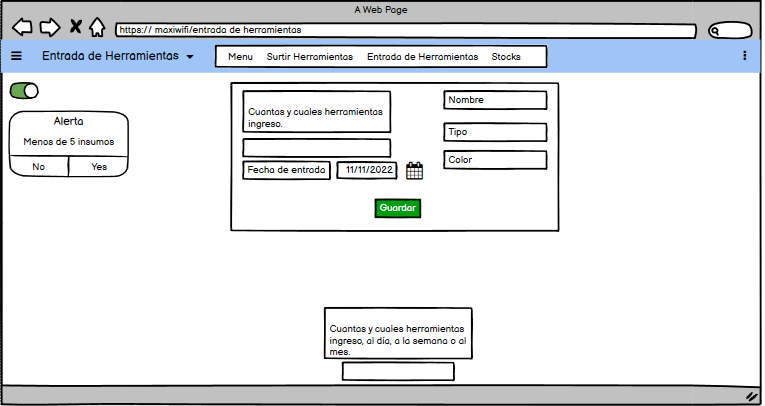 A Web Page
https:// maxiwifi/entrada de herramientas
Entrada de Herramientas
Menu Surtir Herramientas Entrada de Herramientas Stocks
Alerta
Menos de 5 insumos
No Yes
Cuantas y cuales herramientas
ingreso.
Fecha de entrada 11/11/2022
Nombre
Tipo
Color
Guardar
Cuantas y cuales herramientas
ingreso, al día, a la semana o al
mes.